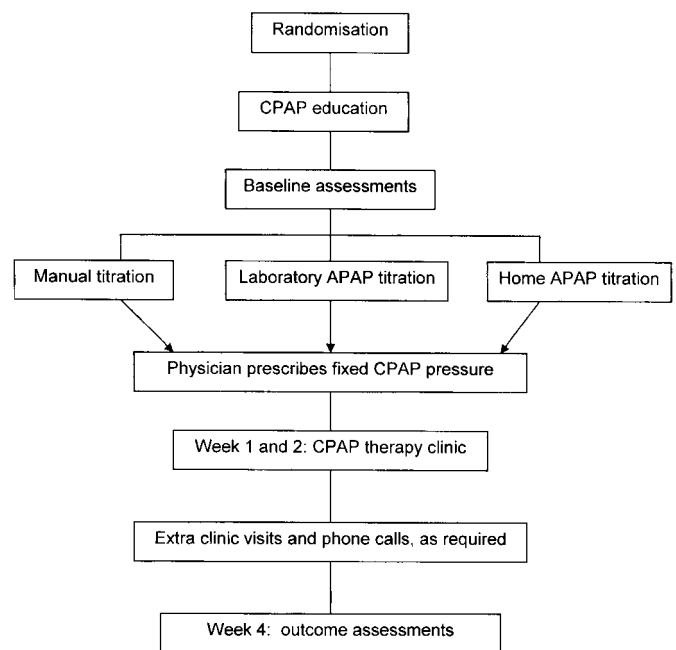 Randomisation
CPAP education
Baseline assessments
Manual titration
Laboratory APAP titration
Home APAP titration
Physician prescribes fixed CPAP pressure
Week 1 and 2: CPAP therapy clinic
Extra clinic visits and phone calls, as required
Week 4: outcome assessments